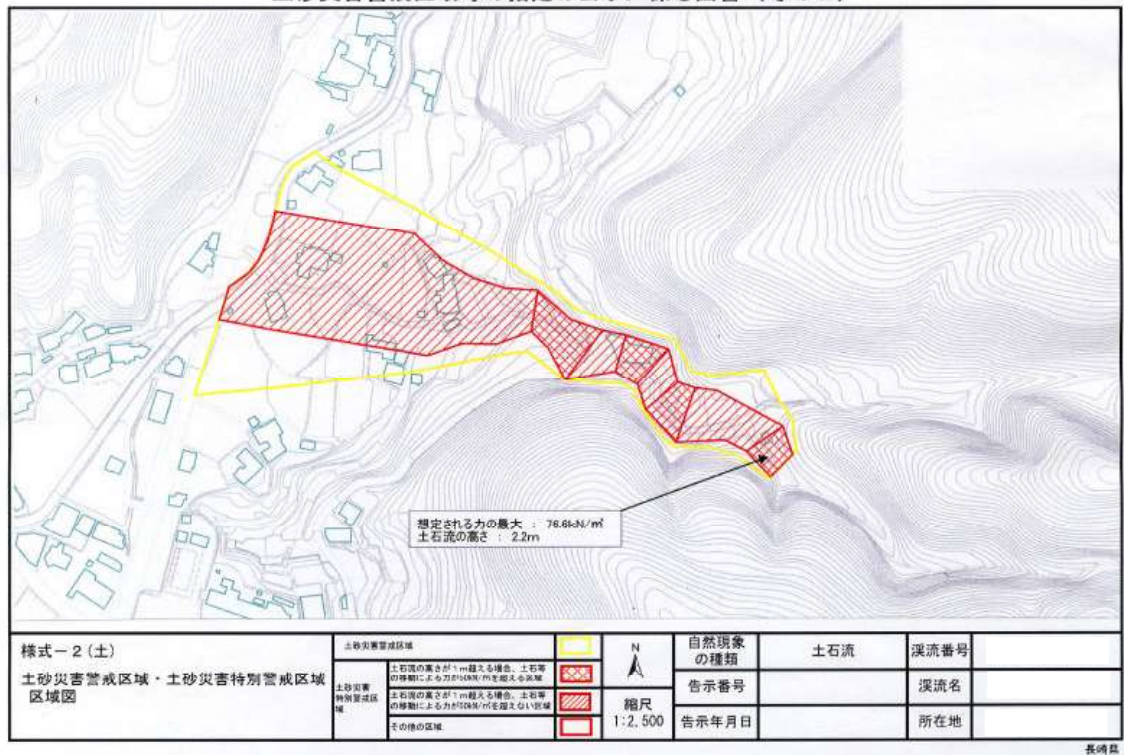 想定される力の最大 : 76.6kN/㎡
土石流の高さ : 2.2m
様式-2(土)
土砂災害警戒区域・土砂災害特別警戒区域
区域図
土砂災害警戒区域
土砂災害
特別警戒区
域
土石流の高さが1m超える場合、土石等
の移動による力が50kN/㎡を超える区域
土石流の高さが1m超える場合、土石等
の移動による力が50kN/㎡を超えない区域
その他の区域
N
縮尺
1:2,500
自然現象
の種類
土石流
渓流番号
告示番号
渓流名
告示年月日
所在地
長崎県